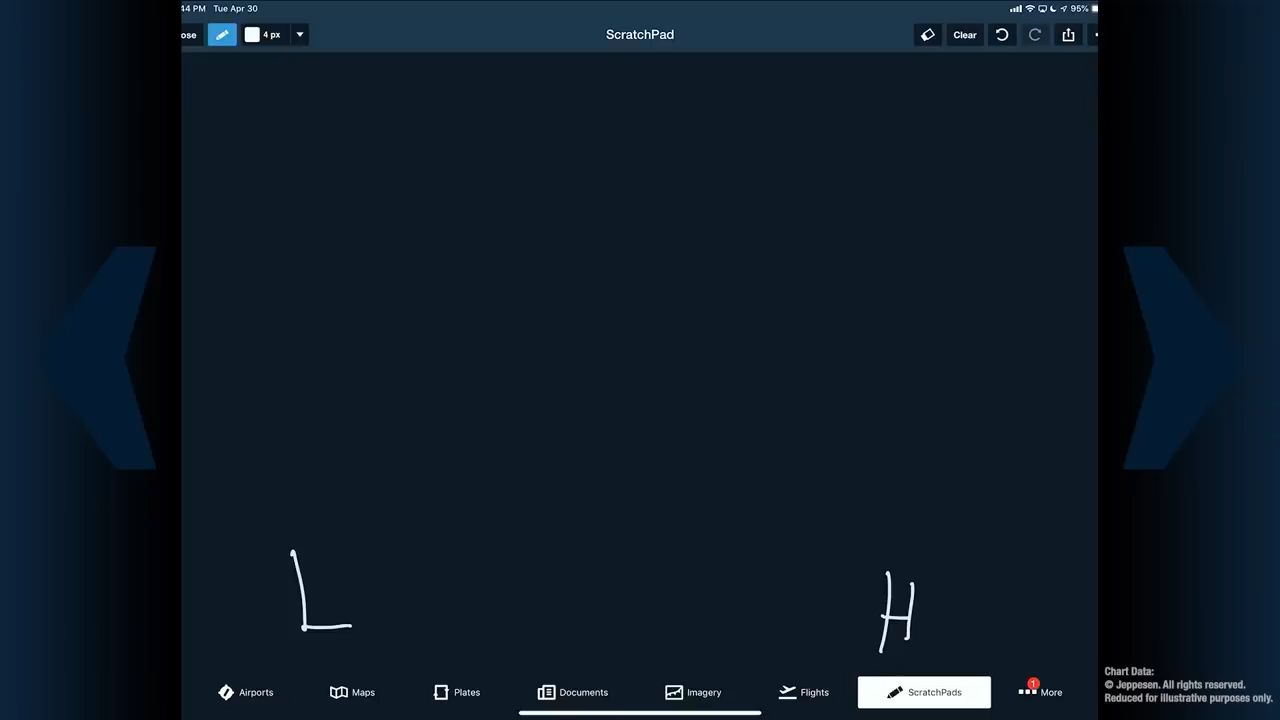 44 PM Tue Apr 30 95%
ose 4 px ScratchPad Clear
L H
Airports Maps Plates Documents Imagery Flights ScratchPads 1 More
Chart Data:
© Jeppesen. All rights reserved.
Reduced for illustrative purposes only.